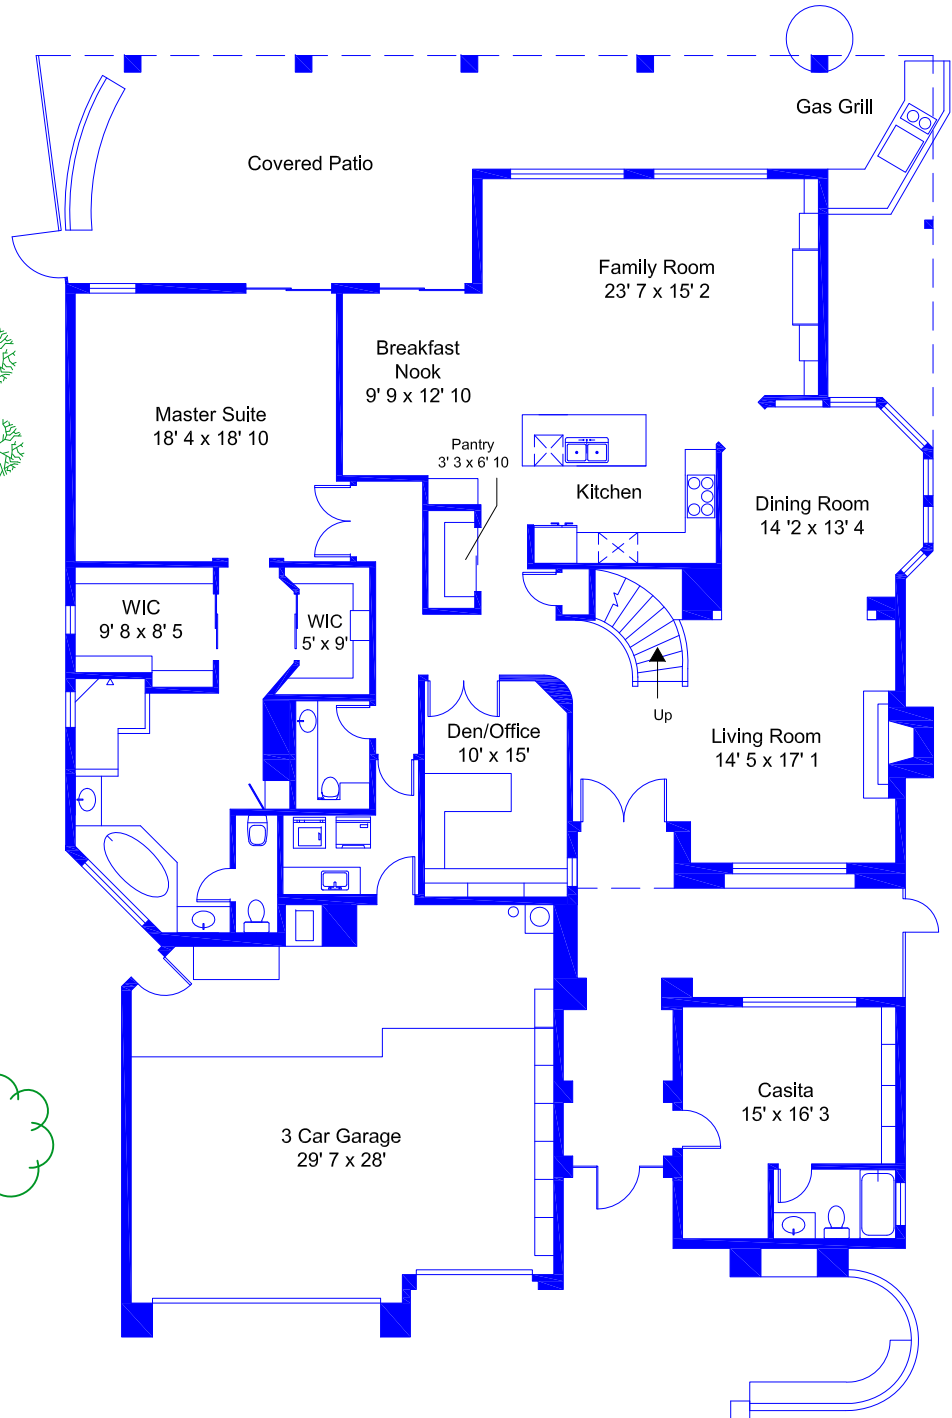 Gas Grill
Covered Patio
Family Room
23' 7 x 15' 2
Breakfast
Nook
9' 9 x 12' 10
Master Suite
18' 4 x 18' 10
Pantry
3' 3 x 6' 10
Kitchen
Dining Room
14 '2 x 13' 4
WIC
9' 8 x 8' 5
WIC
5' x 9'
Up
Den/Office
10' x 15'
Living Room
14' 5 x 17' 1
Casita
15' x 16' 3
3 Car Garage
29' 7 x 28'